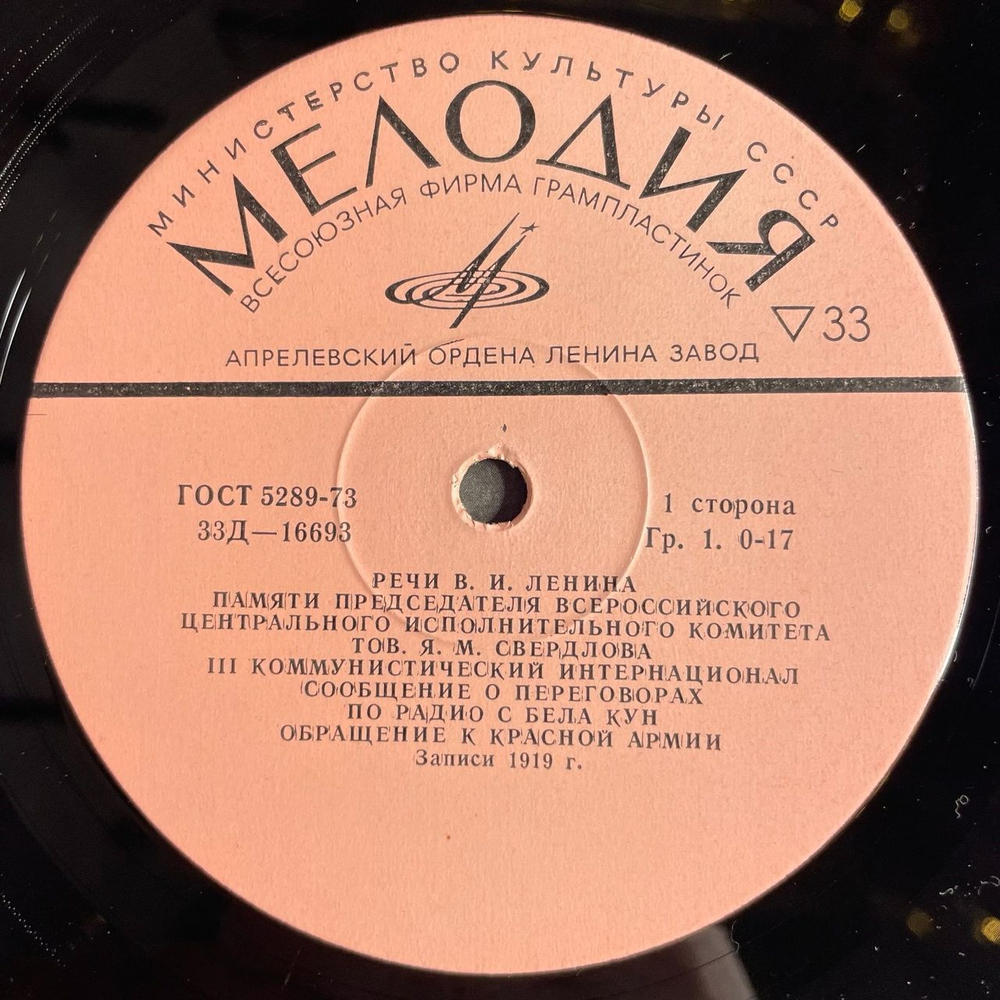 МИНИСТЕРСТВО КУЛЬТУРЫ СССР
МЕЛОДИЯ
ВСЕСОЮЗНАЯ ФИРМА ГРАМПЛАСТИНОК
▽33
АПРЕЛЕВСКИЙ ОРДЕНА ЛЕНИНА ЗАВОД
ГОСТ 5289-73
33Д—16693
1 сторона
Гр. 1. 0-17
РЕЧИ В. И. ЛЕНИНА
ПАМЯТИ ПРЕДСЕДАТЕЛЯ ВСЕРОССИЙСКОГО
ЦЕНТРАЛЬНОГО ИСПОЛНИТЕЛЬНОГО КОМИТЕТА
ТОВ. Я. М. СВЕРДЛОВА
III КОММУНИСТИЧЕСКИЙ ИНТЕРНАЦИОНАЛ
СООБЩЕНИЕ О ПЕРЕГОВОРАХ
ПО РАДИО С БЕЛА КУН
ОБРАЩЕНИЕ К КРАСНОЙ АРМИИ
Записи 1919 г.